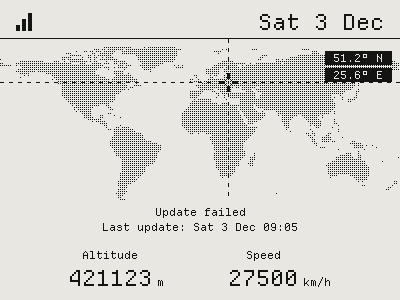 Sat 3 Dec
51.2° N
25.6° E
Update failed
Last update: Sat 3 Dec 09:05
Altitude Speed
421123 m 27500 km/h